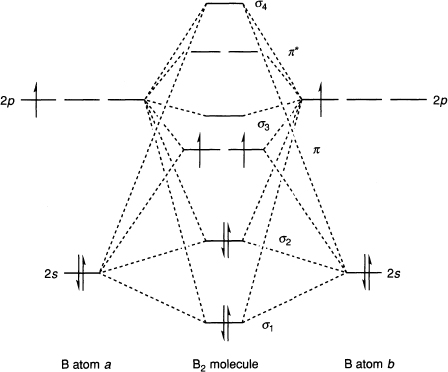 σ4
π*
2p 2p
σ3
π
σ2
2s 2s
σ1
B atom a B2 molecule B atom b